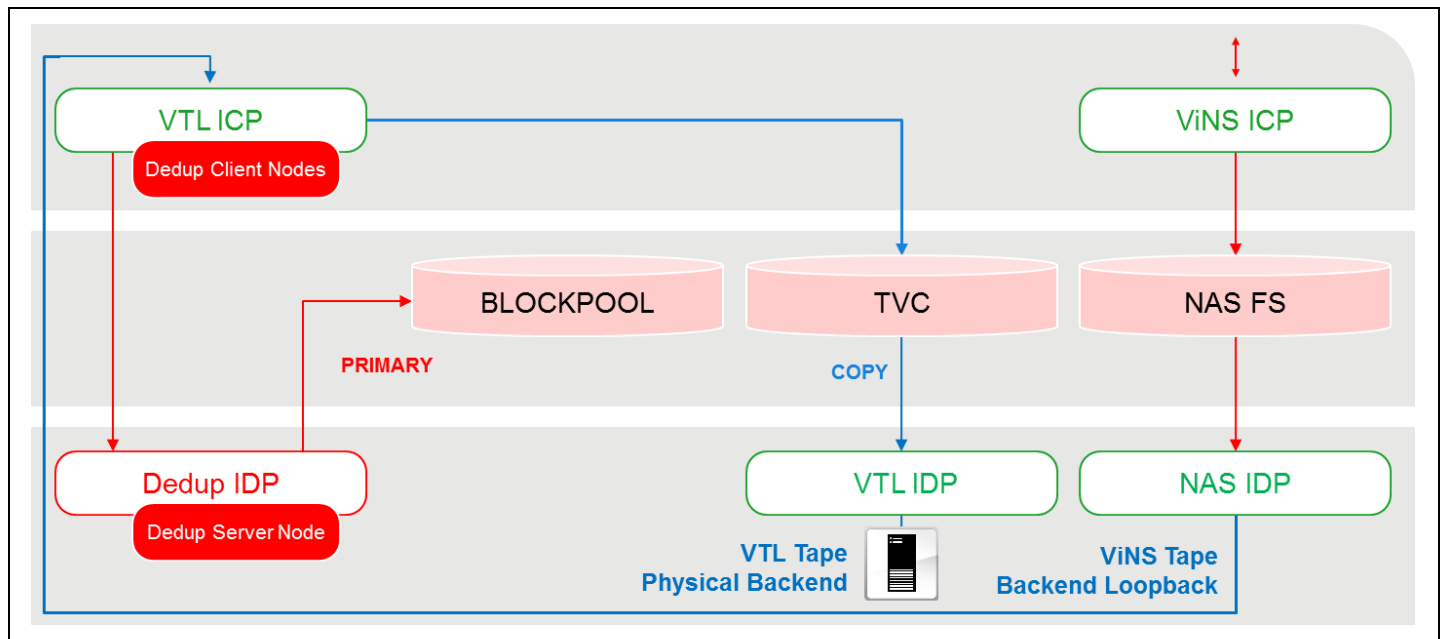 VTL ICP
Dedup Client Nodes
ViNS ICP
BLOCKPOOL
TVC
NAS FS
PRIMARY
COPY
Dedup IDP
Dedup Server Node
VTL IDP
NAS IDP
VTL Tape
Physical Backend
ViNS Tape
Backend Loopback